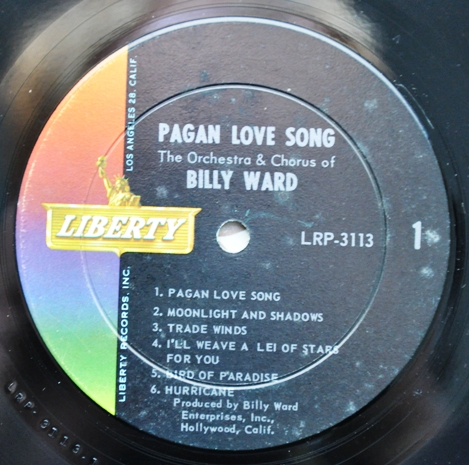 PAGAN LOVE SONG
The Orchestra & Chorus of
BILLY WARD
LRP-3113
1
LIBERTY
LOS ANGELES 28, CALIF.
LIBERTY RECORDS, INC.
1. PAGAN LOVE SONG
2. MOONLIGHT AND SHADOWS
3. TRADE WINDS
4. I'LL WEAVE A LEI OF STARS
FOR YOU
5. BIRD OF PARADISE
6. HURRICANE
Produced by Billy Ward
Enterprises, Inc.,
Hollywood, Calif.